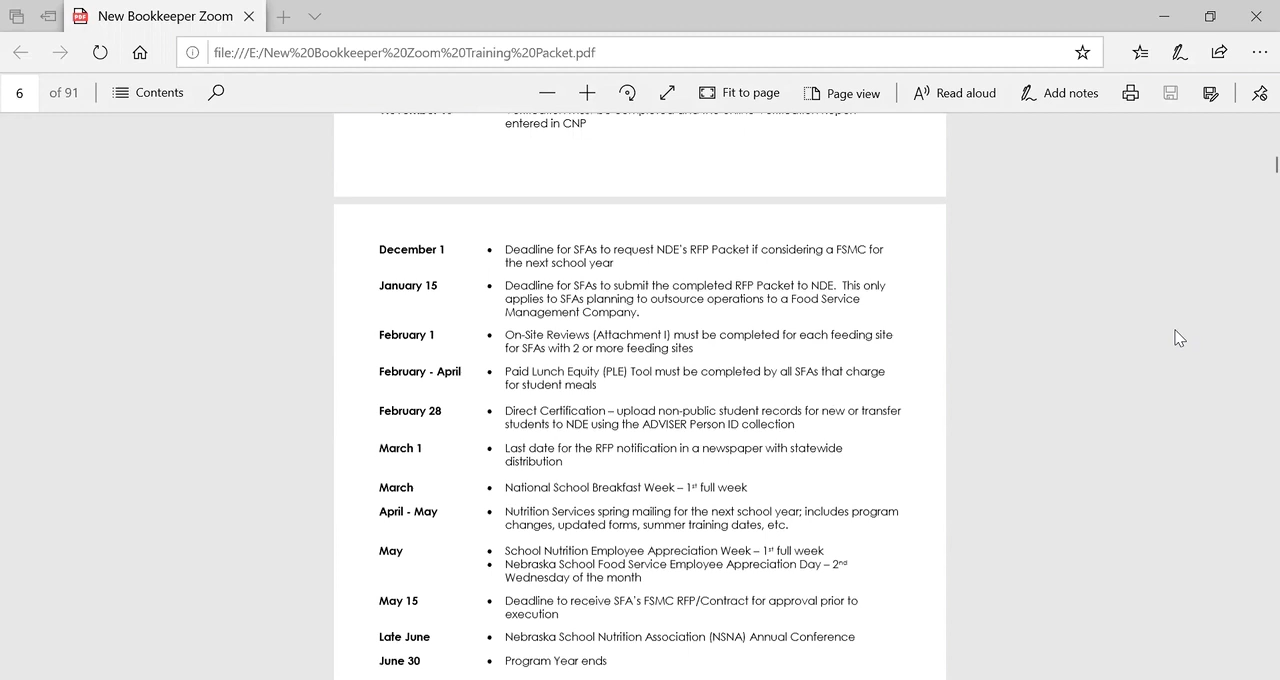 New Bookkeeper Zoom
file:///E:/New%20Bookkeeper%20Zoom%20Training%20Packet.pdf
6 of 91 Contents Fit to page Page view Read aloud Add notes
entered in CNP
December 1 • Deadline for SFAs to request NDE's RFP Packet if considering a FSMC for
the next school year
January 15 • Deadline for SFAs to submit the completed RFP Packet to NDE. This only
applies to SFAs planning to outsource operations to a Food Service
Management Company.
February 1 • On-Site Reviews (Attachment I) must be completed for each feeding site
for SFAs with 2 or more feeding sites
February - April • Paid Lunch Equity (PLE) Tool must be completed by all SFAs that charge
for student meals
February 28 • Direct Certification – upload non-public student records for new or transfer
students to NDE using the ADVISER Person ID collection
March 1 • Last date for the RFP notification in a newspaper with statewide
distribution
March • National School Breakfast Week – 1st full week
April - May • Nutrition Services spring mailing for the next school year; includes program
changes, updated forms, summer training dates, etc.
May • School Nutrition Employee Appreciation Week – 1st full week
• Nebraska School Food Service Employee Appreciation Day – 2nd
Wednesday of the month
May 15 • Deadline to receive SFA's FSMC RFP/Contract for approval prior to
execution
Late June • Nebraska School Nutrition Association (NSNA) Annual Conference
June 30 • Program Year ends